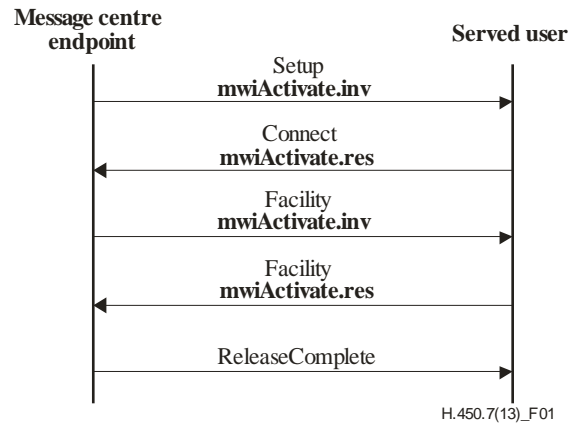 Message centre
endpoint
Served user
Setup
mwiActivate.inv
Connect
mwiActivate.res
Facility
mwiActivate.inv
Facility
mwiActivate.res
ReleaseComplete
H.450.7(13)_F01